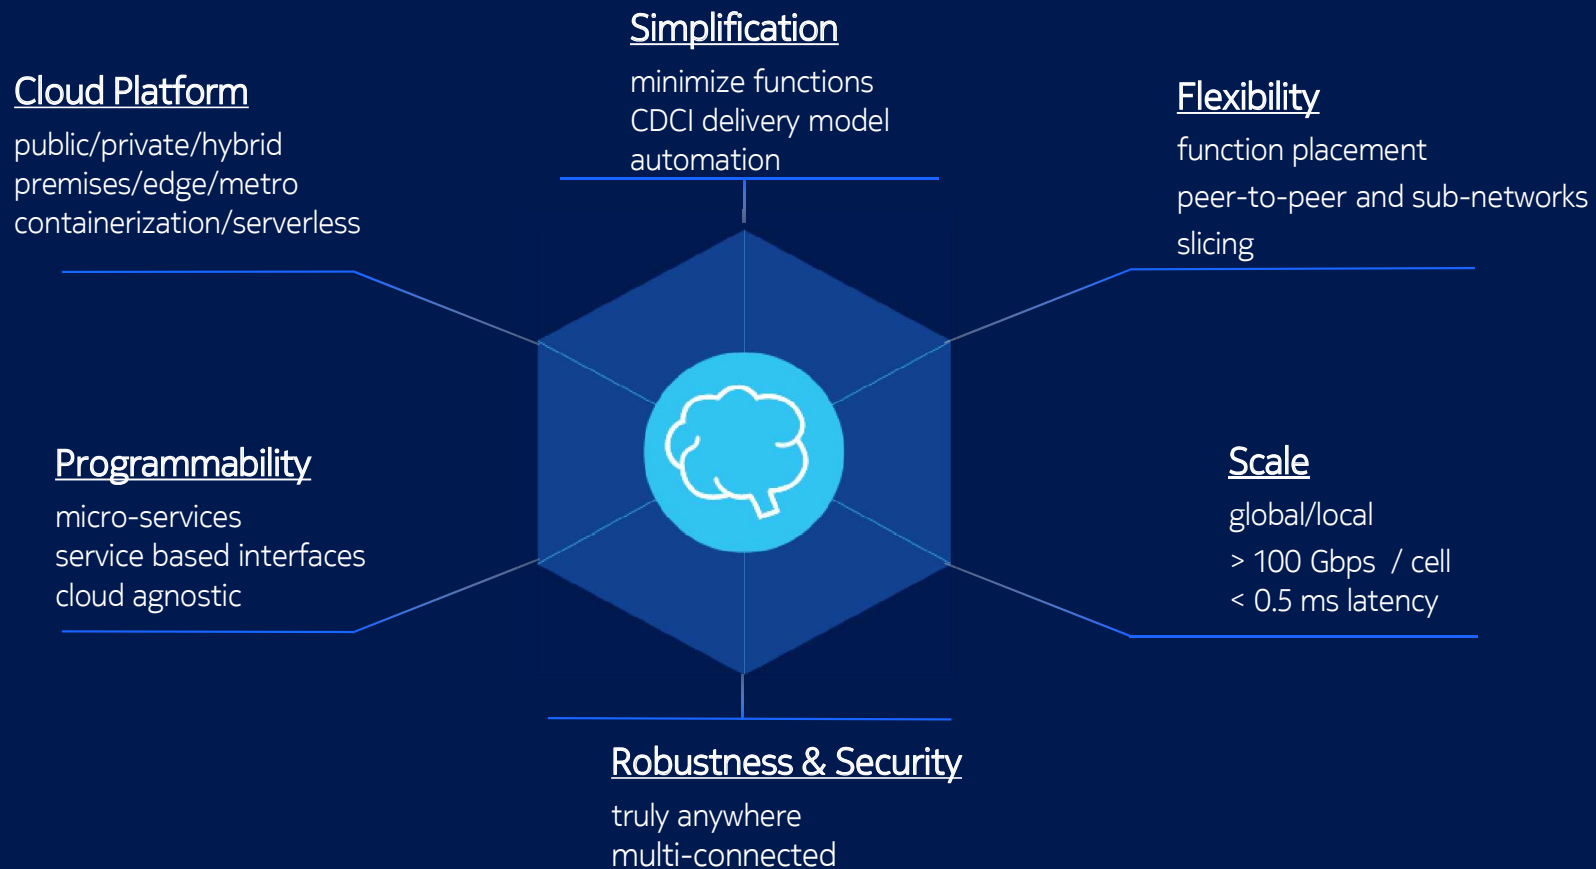 Simplification
minimize functions
CDCI delivery model
automation
Cloud Platform
public/private/hybrid
premises/edge/metro
containerization/serverless
Flexibility
function placement
peer-to-peer and sub-networks
slicing
Programmability
micro-services
service based interfaces
cloud agnostic
Scale
global/local
> 100 Gbps / cell
< 0.5 ms latency
Robustness & Security
truly anywhere
multi-connected